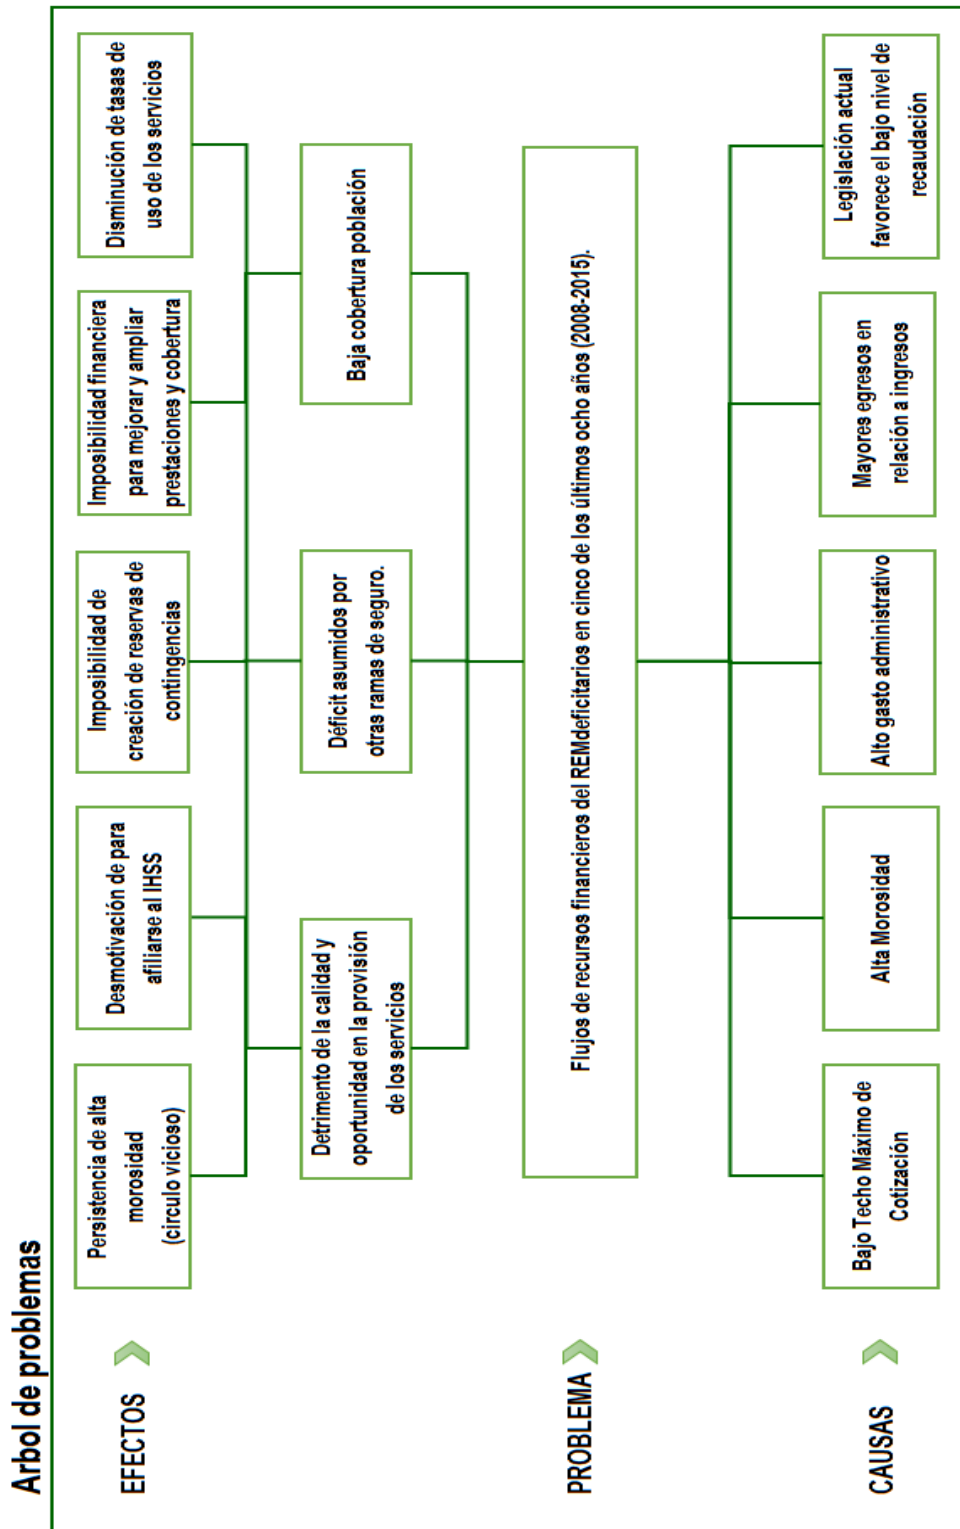 Arbol de problemas
EFECTOS
Persistencia de alta
morosidad
(circulo vicioso)
Desmotivación de para
afiliarse al IHSS
Imposibilidad de
creación de reservas de
contingencias
Imposibilidad financiera
para mejorar y ampliar
prestaciones y cobertura
Disminución de tasas de
uso de los servicios
Detrimento de la calidad y
oportunidad en la provisión
de los servicios
Déficit asumidos por
otras ramas de seguro.
Baja cobertura población
PROBLEMA
Flujos de recursos financieros del REMdeficitarios en cinco de los últimos ocho años (2008-2015).
CAUSAS
Bajo Techo Máximo de
Cotización
Alta Morosidad
Alto gasto administrativo
Mayores egresos en
relación a ingresos
Legislación actual
favorece el bajo nivel de
recaudación